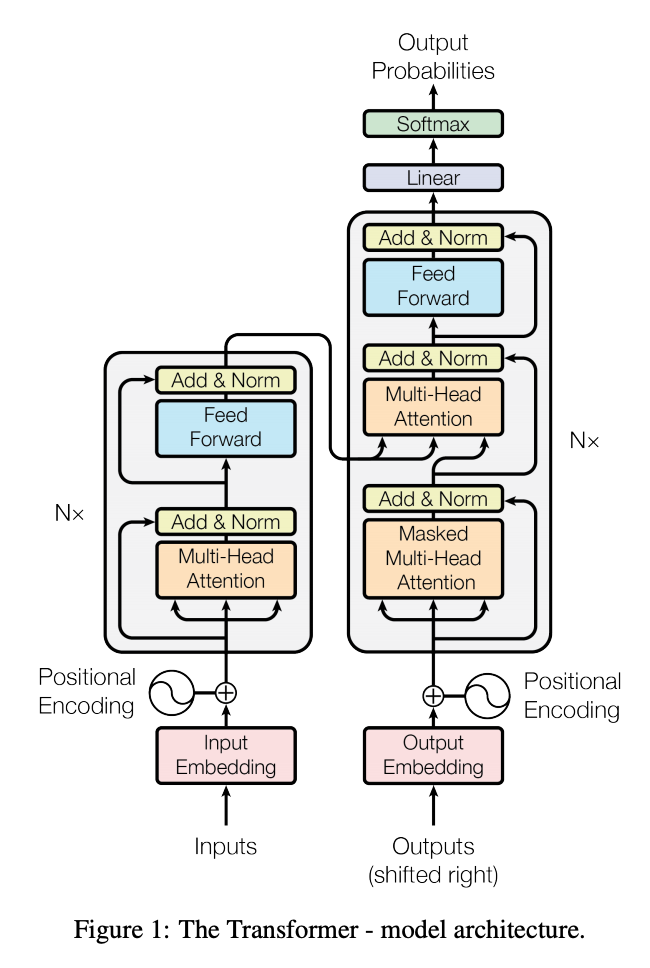 Output
Probabilities
Softmax
Linear
Add & Norm
Feed
Forward
Add & Norm
Multi-Head
Attention
Add & Norm
Masked
Multi-Head
Attention
N×
Add & Norm
Feed
Forward
Add & Norm
Multi-Head
Attention
N×
Positional
Encoding
Positional
Encoding
Input
Embedding
Output
Embedding
Inputs
Outputs
(shifted right)
Figure 1: The Transformer - model architecture.